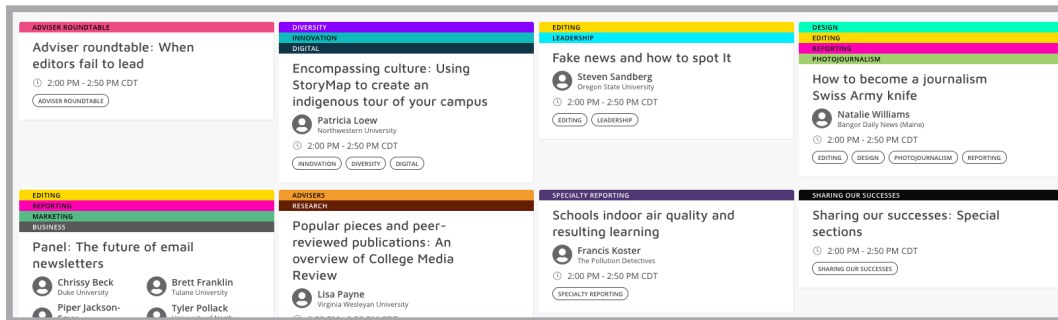 ADVISER ROUNDTABLE
Adviser roundtable: When
editors fail to lead
2:00 PM - 2:50 PM CDT
ADVISER ROUNDTABLE
DIVERSITY
INNOVATION
DIGITAL
Encompassing culture: Using
StoryMap to create an
indigenous tour of your campus
Patricia Loew
Northwestern University
2:00 PM - 2:50 PM CDT
INNOVATION DIVERSITY DIGITAL
EDITING
LEADERSHIP
Fake news and how to spot It
Steven Sandberg
Oregon State University
2:00 PM - 2:50 PM CDT
EDITING LEADERSHIP
DESIGN
EDITING
REPORTING
PHOTOJOURNALISM
How to become a journalism
Swiss Army knife
Natalie Williams
Bangor Daily News (Maine)
2:00 PM - 2:50 PM CDT
EDITING DESIGN PHOTOJOURNALISM REPORTING
EDITING
REPORTING
MARKETING
BUSINESS
Panel: The future of email
newsletters
Chrissy Beck
Duke University
Brett Franklin
Tulane University
Piper Jackson-
Tyler Pollack
ADVISERS
RESEARCH
Popular pieces and peer-
reviewed publications: An
overview of College Media
Review
Lisa Payne
Virginia Wesleyan University
SPECIALTY REPORTING
Schools indoor air quality and
resulting learning
Francis Koster
The Pollution Detectives
2:00 PM - 2:50 PM CDT
SPECIALTY REPORTING
SHARING OUR SUCCESSES
Sharing our successes: Special
sections
2:00 PM - 2:50 PM CDT
SHARING OUR SUCCESSES